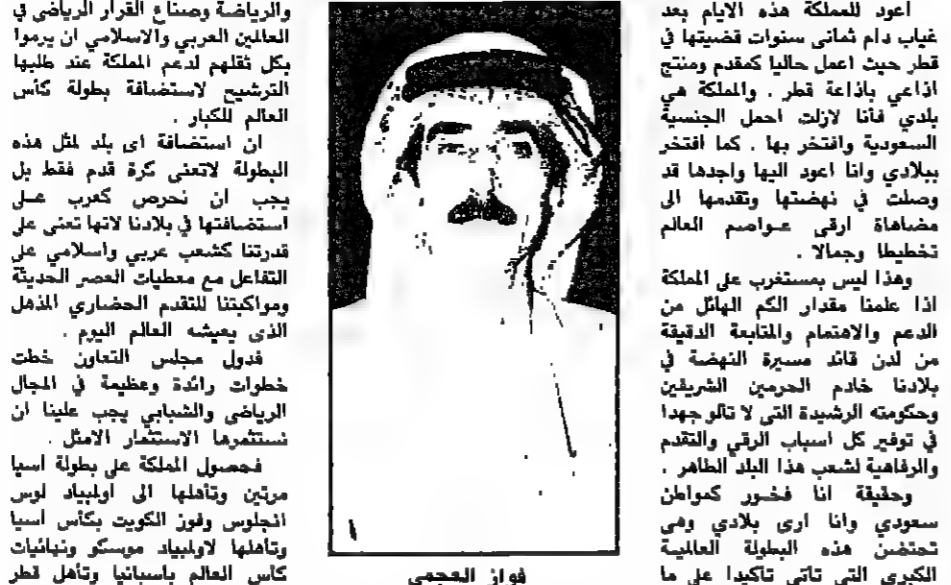 اعود للمملكة هذه الايام بعد
غياب دام ثمانى سنوات قضيتها في
قطر حيث اعمل حاليا كمقدم ومنتج
اذاعي باذاعة قطر . والمملكة هي
بلدي فأنا لازلت احمل الجنسية
السعودية وافتخر بها . كما افتخر
ببلادي وانا اعود اليها واجدها قد
وصلت في نهضتها وتقدمها الى
مضاهاة ارقى عواصم العالم
تخطيطا وجمالا .
وهذا ليس بمستغرب على المملكة
اذا علمنا مقدار الكم الهائل من
الدعم والاهتمام والمتابعة الدقيقة
من لدن قائد مسيرة النهضة في
بلادنا خادم الحرمين الشريفين
وحكومته الرشيدة التى لا تألو جهدا
في توفير كل اسباب الرقي والتقدم
والرفاهية لشعب هذا البلد الطاهر .
وحقيقة انا فخور كمواطن
سعودي وانا ارى بلادي وهى
تحتضن هذه البطولة العالمية
الكبرى التي تاتي تاكيدا على ما
فواز العجمي
والرياضة وصناع القرار الرياضي في
العالمين العربي والاسلامي ان يرموا
بكل ثقلهم لدعم المملكة عند طلبها
الترشيح لاستضافة بطولة كأس
العالم للكبار .
ان استضافة اى بلد لمثل هذه
البطولة لاتعنى كرة قدم فقط بل
يجب ان نحرص كعرب على
استضافتها في بلادنا لانها تعنى على
قدرتنا كشعب عربي واسلامي على
التفاعل مع معطيات العصر الحديثة
ومواكبتنا للتقدم الحضاري المذهل
الذى يعيشه العالم اليوم .
فدول مجلس التعاون خطت
خطوات رائدة وعظيمة في المجال
الرياضى والشبابي يجب علينا ان
نستثمرها الاستثمار الامثل .
فحصول المملكة على بطولة اسيا
مرتين وتأهلها الى اولمبياد لوس
انجلوس وفوز الكويت بكأس اسيا
وتأهلها لاولمبياد موسكو ونهائيات
كاس العالم باسبانيا وتأهل قطر